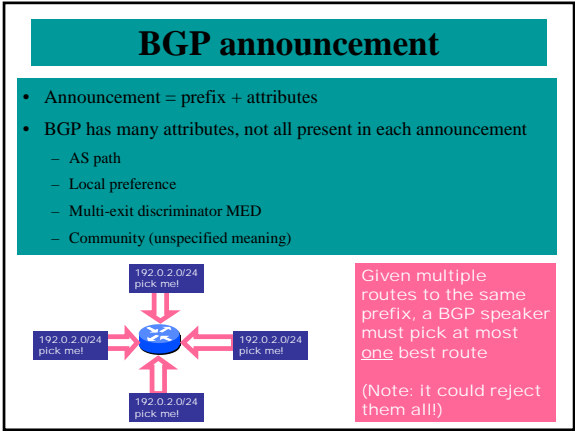 BGP announcement
• Announcement = prefix + attributes
• BGP has many attributes, not all present in each announcement
– AS path
– Local preference
– Multi-exit discriminator MED
– Community (unspecified meaning)
192.0.2.0/24
pick me!
192.0.2.0/24
pick me!
192.0.2.0/24
pick me!
192.0.2.0/24
pick me!
Given multiple
routes to the same
prefix, a BGP speaker
must pick at most
one best route
(Note: it could reject
them all!)